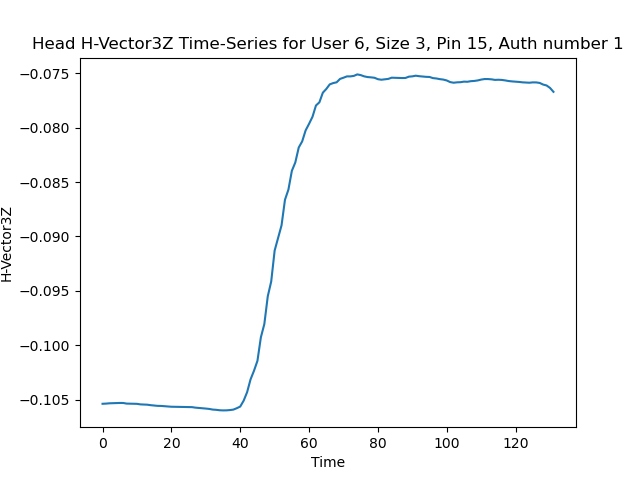 Head H-Vector3Z Time-Series for User 6, Size 3, Pin 15, Auth number 1
−0.075
−0.080
−0.085
−0.090
−0.095
−0.100
−0.105
H-Vector3Z
0 20 40 60 80 100 120
Time